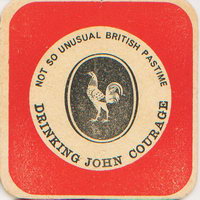 NOT SO UNUSUAL BRITISH PASTIME
DRINKING JOHN COURAGE